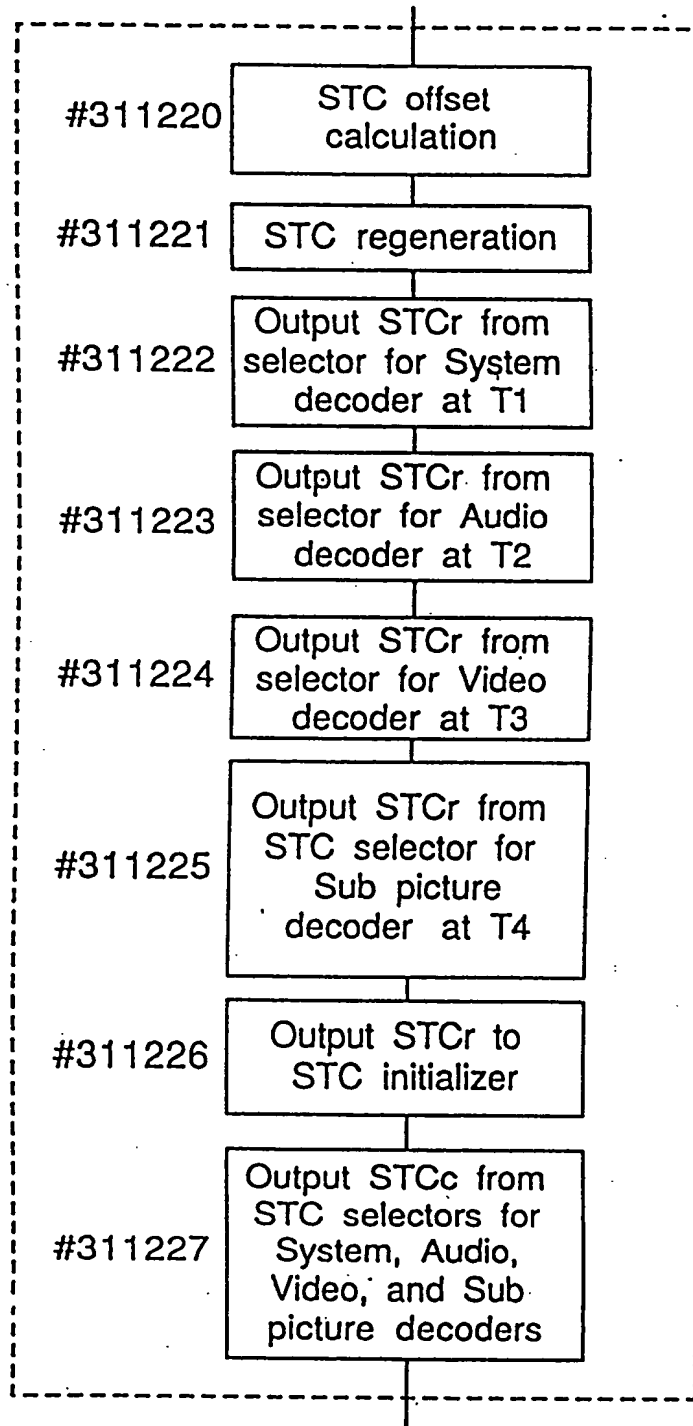 #311220
STC offset
calculation
#311221
STC regeneration
#311222
Output STCr from
selector for System
decoder at T1
#311223
Output STCr from
selector for Audio
decoder at T2
#311224
Output STCr from
selector for Video
decoder at T3
#311225
Output STCr from
STC selector for
Sub picture
decoder at T4
#311226
Output STCr to
STC initializer
#311227
Output STCc from
STC selectors for
System, Audio,
Video, and Sub
picture decoders